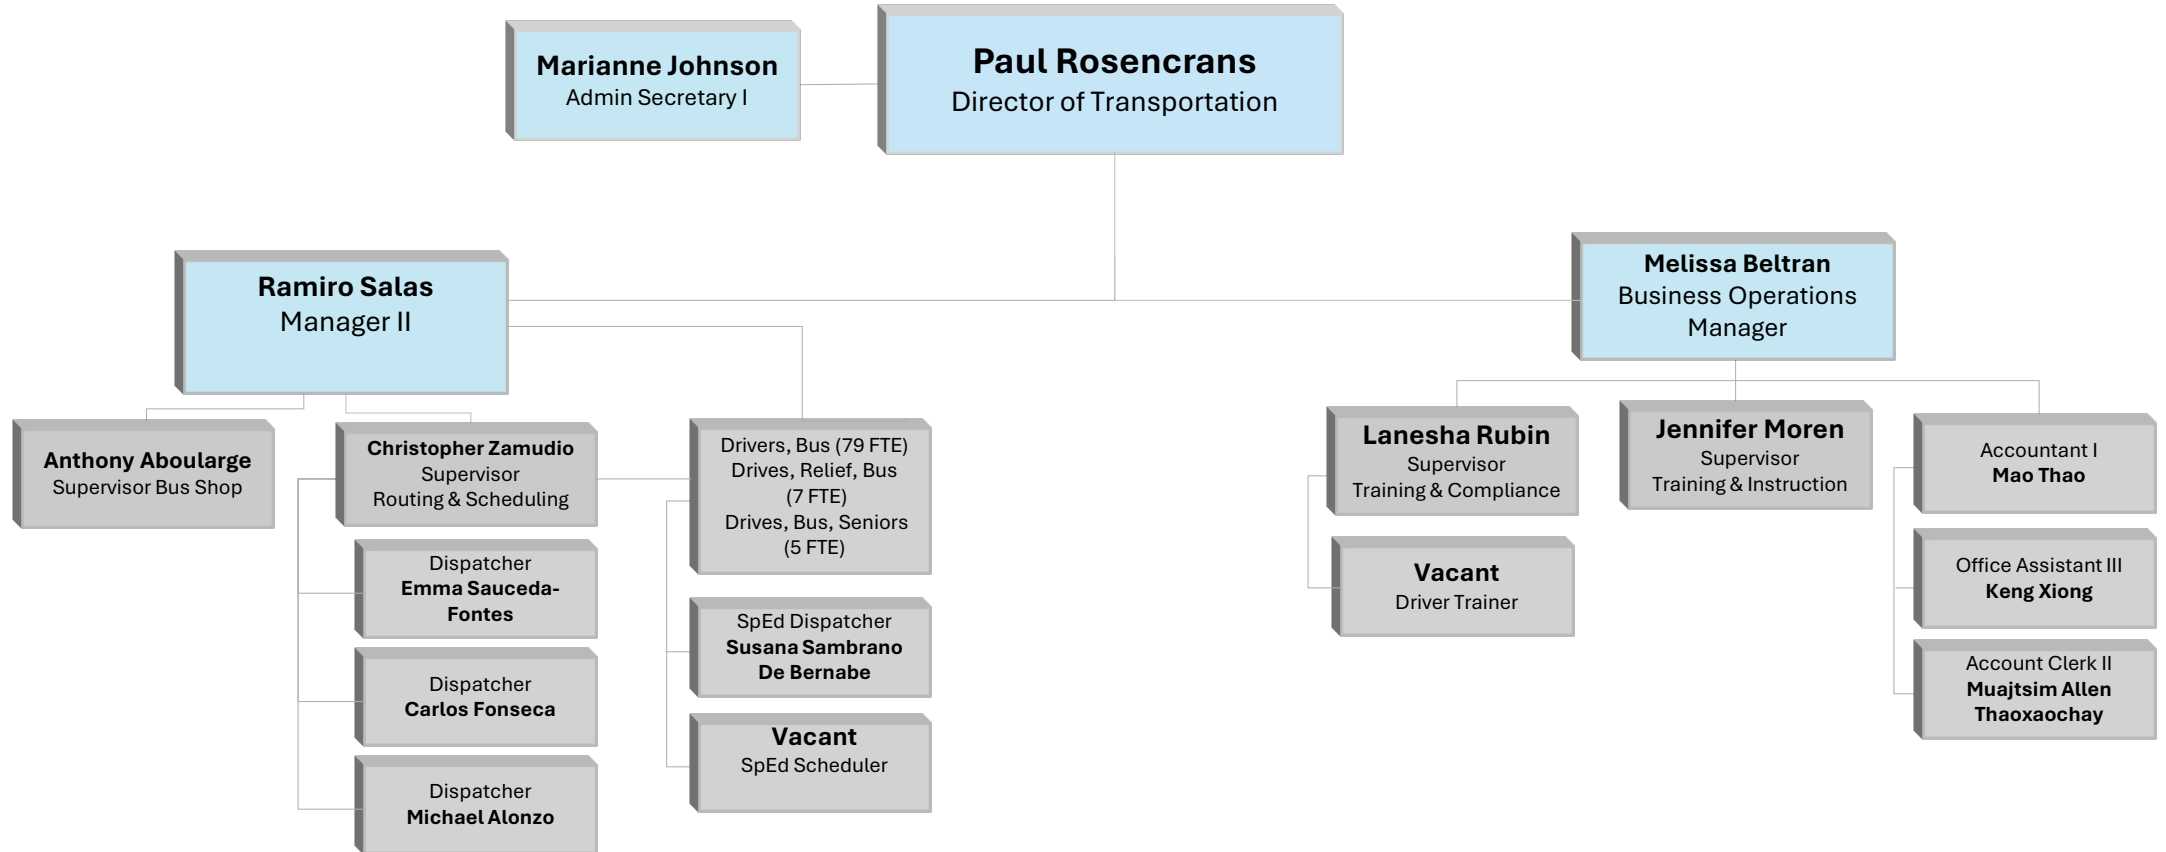 Marianne Johnson
Admin Secretary I
Paul Rosencrans
Director of Transportation
Ramiro Salas
Manager II
Melissa Beltran
Business Operations
Manager
Anthony Aboularge
Supervisor Bus Shop
Christopher Zamudio
Supervisor
Routing & Scheduling
Dispatcher
Emma Sauceda-
Fontes
Dispatcher
Carlos Fonseca
Dispatcher
Michael Alonzo
Drivers, Bus (79 FTE)
Drives, Relief, Bus
(7 FTE)
Drives, Bus, Seniors
(5 FTE)
SpEd Dispatcher
Susana Sambrano
De Bernabe
Vacant
SpEd Scheduler
Lanesha Rubin
Supervisor
Training & Compliance
Vacant
Driver Trainer
Jennifer Moren
Supervisor
Training & Instruction
Accountant I
Mao Thao
Office Assistant III
Keng Xiong
Account Clerk II
Muajtsim Allen
Thaoxaochay